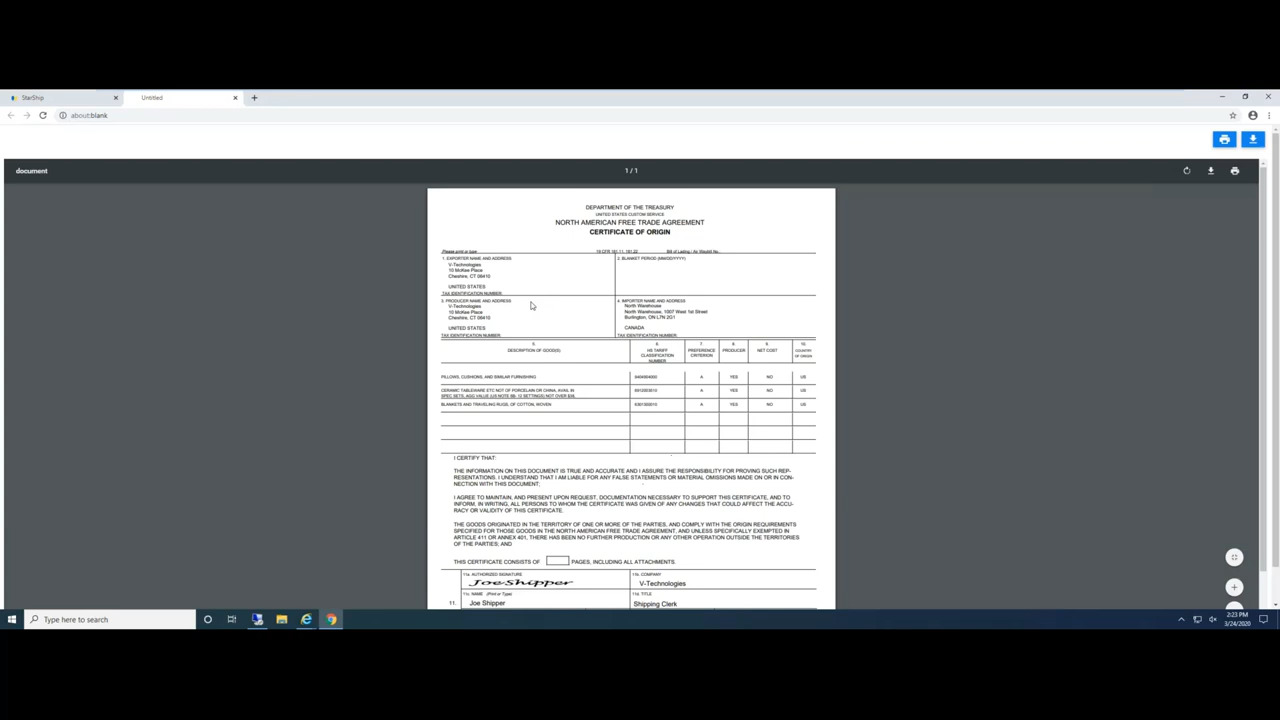 StarShip
Untitled
about:blank
document
1 / 1
DEPARTMENT OF THE TREASURY
UNITED STATES CUSTOM SERVICE
NORTH AMERICAN FREE TRADE AGREEMENT
CERTIFICATE OF ORIGIN
Please print or type
19 CFR 181.11, 181.22
Bill of Lading / Air Waybill No.
1. EXPORTER NAME AND ADDRESS
V-Technologies
10 McKee Place
Cheshire, CT 06410
UNITED STATES
TAX IDENTIFICATION NUMBER:
2. BLANKET PERIOD (MM/DD/YYYY)
3. PRODUCER NAME AND ADDRESS
V-Technologies
10 McKee Place
Cheshire, CT 06410
UNITED STATES
TAX IDENTIFICATION NUMBER:
4. IMPORTER NAME AND ADDRESS
North Warehouse
North Warehouse, 1007 West 1st Street
Burlington, ON L7N 2G1
CANADA
TAX IDENTIFICATION NUMBER:
5.
DESCRIPTION OF GOOD(S)
6.
HS TARIFF
CLASSIFICATION
NUMBER
7.
PREFERENCE
CRITERION
8.
PRODUCER
9.
NET COST
10.
COUNTRY
OF ORIGIN
PILLOWS, CUSHIONS, AND SIMILAR FURNISHING
A YES NO US
CERAMIC TABLEWARE ETC NOT OF PORCELAIN OR CHINA, AVAIL IN
SPEC SETS, AGG VALUE (US NOTE 6B: 12 SETTINGS) NOT OVER $38,
A YES NO US
BLANKETS AND TRAVELING RUGS, OF COTTON, WOVEN
6301300010 A YES NO US
I CERTIFY THAT:
THE INFORMATION ON THIS DOCUMENT IS TRUE AND ACCURATE AND I ASSURE THE RESPONSIBILITY FOR PROVING SUCH REP-
RESENTATIONS. I UNDERSTAND THAT I AM LIABLE FOR ANY FALSE STATEMENTS OR MATERIAL OMISSIONS MADE ON OR IN CON-
NECTION WITH THIS DOCUMENT;
I AGREE TO MAINTAIN, AND PRESENT UPON REQUEST, DOCUMENTATION NECESSARY TO SUPPORT THIS CERTIFICATE, AND TO
INFORM, IN WRITING, ALL PERSONS TO WHOM THE CERTIFICATE WAS GIVEN OF ANY CHANGES THAT COULD AFFECT THE ACCU-
RACY OR VALIDITY OF THIS CERTIFICATE.
THE GOODS ORIGINATED IN THE TERRITORY OF ONE OR MORE OF THE PARTIES, AND COMPLY WITH THE ORIGIN REQUIREMENTS
SPECIFIED FOR THOSE GOODS IN THE NORTH AMERICAN FREE TRADE AGREEMENT, AND UNLESS SPECIFICALLY EXEMPTED IN
ARTICLE 411 OR ANNEX 401, THERE HAS BEEN NO FURTHER PRODUCTION OR ANY OTHER OPERATION OUTSIDE THE TERRITORIES
OF THE PARTIES; AND
THIS CERTIFICATE CONSISTS OF PAGES, INCLUDING ALL ATTACHMENTS.
11a. AUTHORIZED SIGNATURE
Joe Shipper
11b. COMPANY
V-Technologies
11.
11c. NAME (Print or Type)
Joe Shipper
11d. TITLE
Shipping Clerk
Type here to search
2:23 PM
3/24/2020